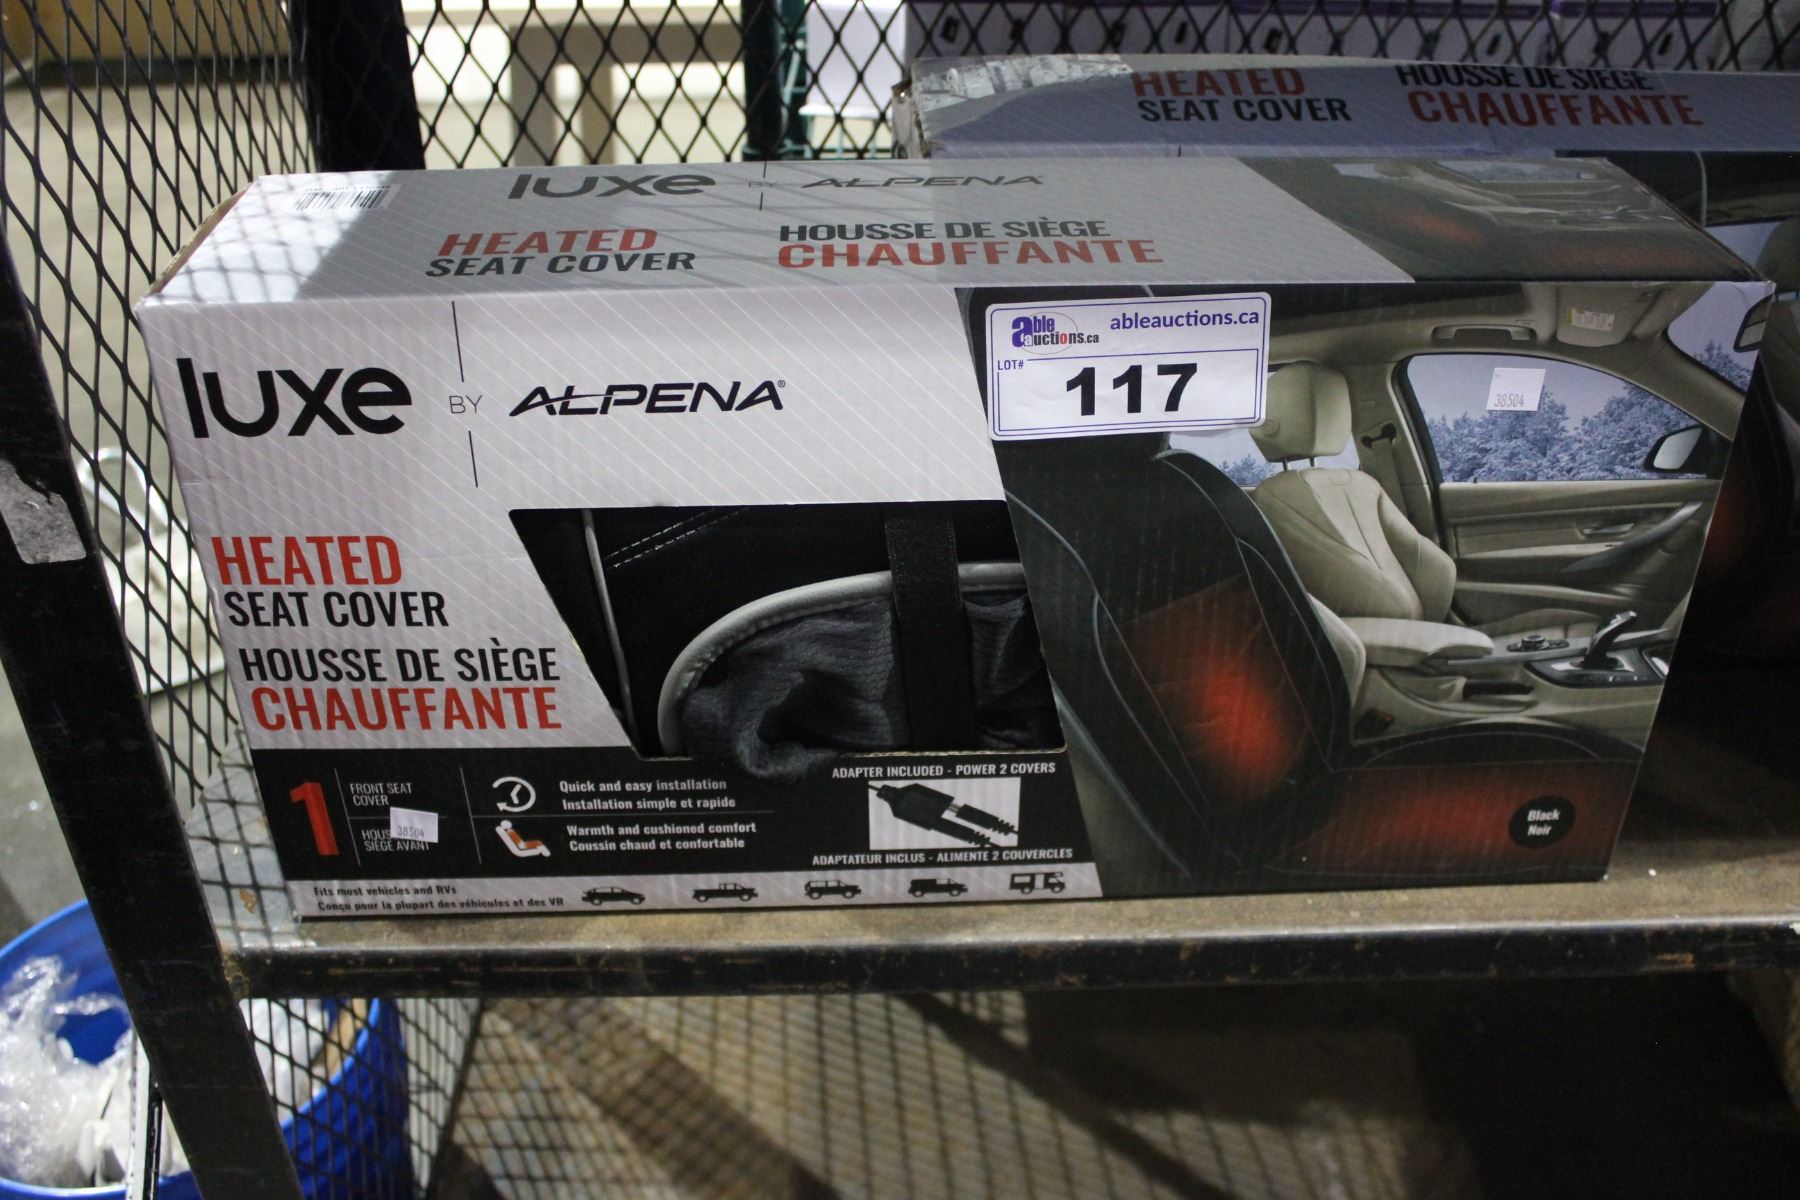 HEATED
SEAT COVER
HOUSSE DE SIÈGE
CHAUFFANTE
luxe BY ALPENA
HEATED
SEAT COVER
HOUSSE DE SIÈGE
CHAUFFANTE
luxe BY ALPENA®
able
auctions.ca
ableauctions.ca
LOT#
117
38504
HEATED
SEAT COVER
HOUSSE DE SIÈGE
CHAUFFANTE
1
FRONT SEAT
COVER
HOUS
SIÈGE AVANT
38504
Quick and easy installation
Installation simple et rapide
Warmth and cushioned comfort
Coussin chaud et confortable
ADAPTER INCLUDED - POWER 2 COVERS
ADAPTATEUR INCLUS - ALIMENTE 2 COUVERCLES
Black
Noir
Fits most vehicles and RVs
Conçu pour la plupart des véhicules et des VR